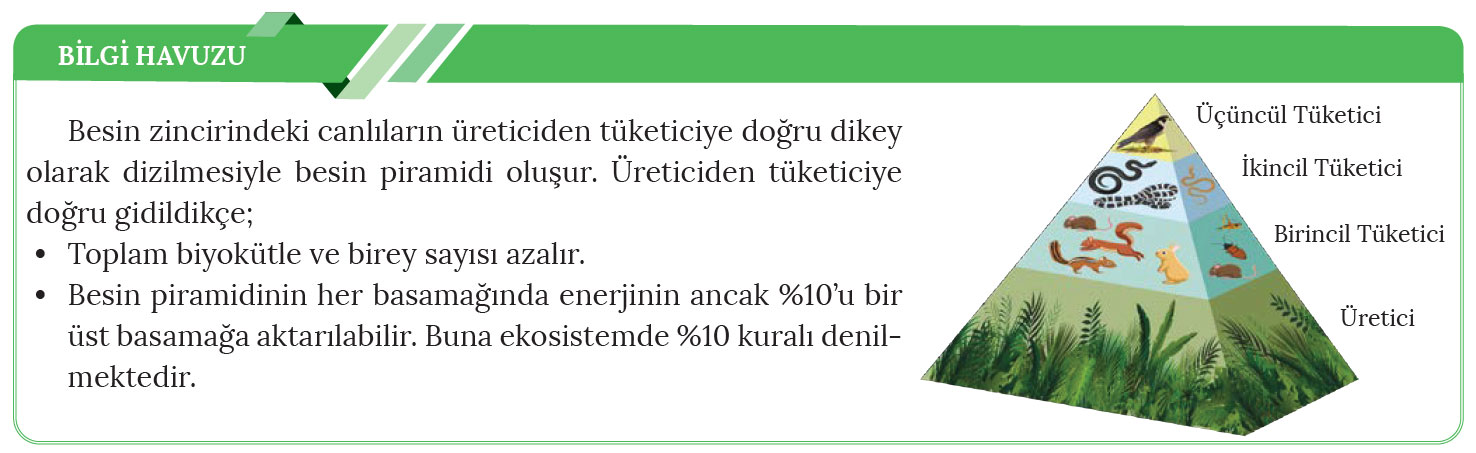 BİLGİ HAVUZU
Besin zincirindeki canlıların üreticiden tüketiciye doğru dikey
olarak dizilmesiyle besin piramidi oluşur. Üreticiden tüketiciye
doğru gidildikçe;
• Toplam biyokütle ve birey sayısı azalır.
• Besin piramidinin her basamağında enerjinin ancak %10’u bir
üst basamağa aktarılabilir. Buna ekosistemde %10 kuralı denil-
mektedir.
Üçüncül Tüketici
İkincil Tüketici
Birincil Tüketici
Üretici